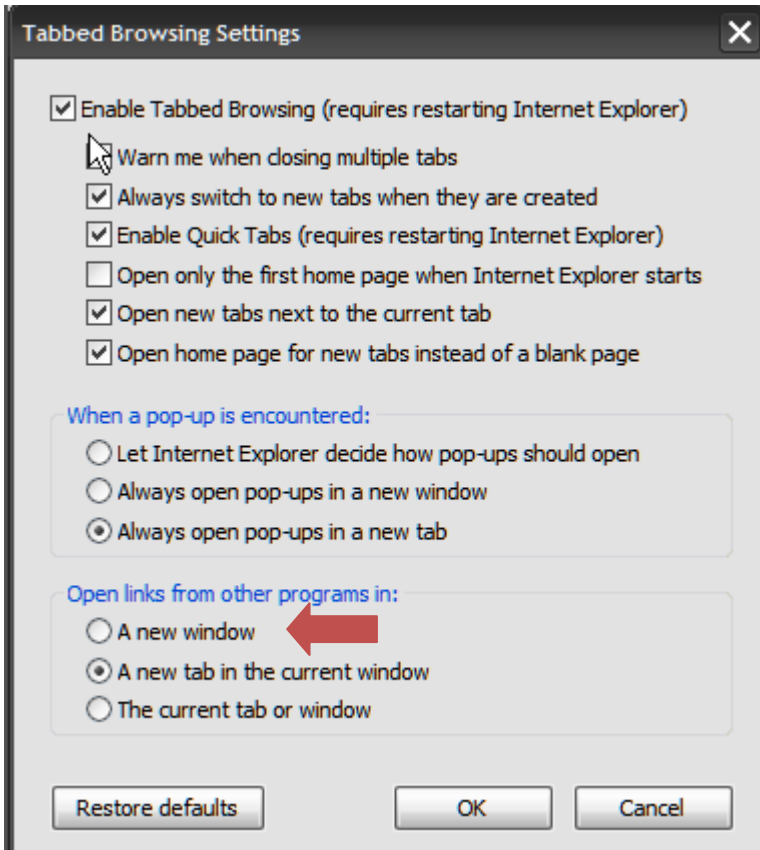 Tabbed Browsing Settings
Enable Tabbed Browsing (requires restarting Internet Explorer)
Warn me when closing multiple tabs
Always switch to new tabs when they are created
Enable Quick Tabs (requires restarting Internet Explorer)
Open only the first home page when Internet Explorer starts
Open new tabs next to the current tab
Open home page for new tabs instead of a blank page
When a pop-up is encountered:
Let Internet Explorer decide how pop-ups should open
Always open pop-ups in a new window
Always open pop-ups in a new tab
Open links from other programs in:
A new window
A new tab in the current window
The current tab or window
Restore defaults OK Cancel